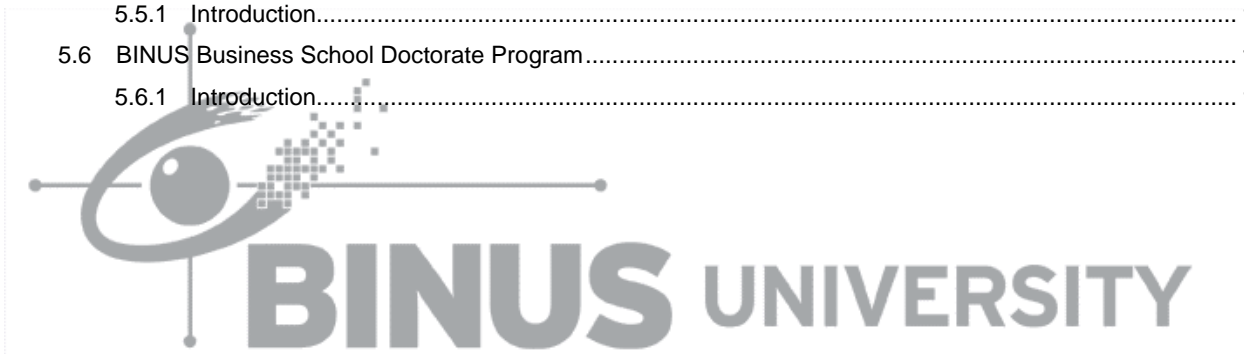 5.5.1 Introduction
5.6 BINUS Business School Doctorate Program
5.6.1 Introduction
BINUS UNIVERSITY